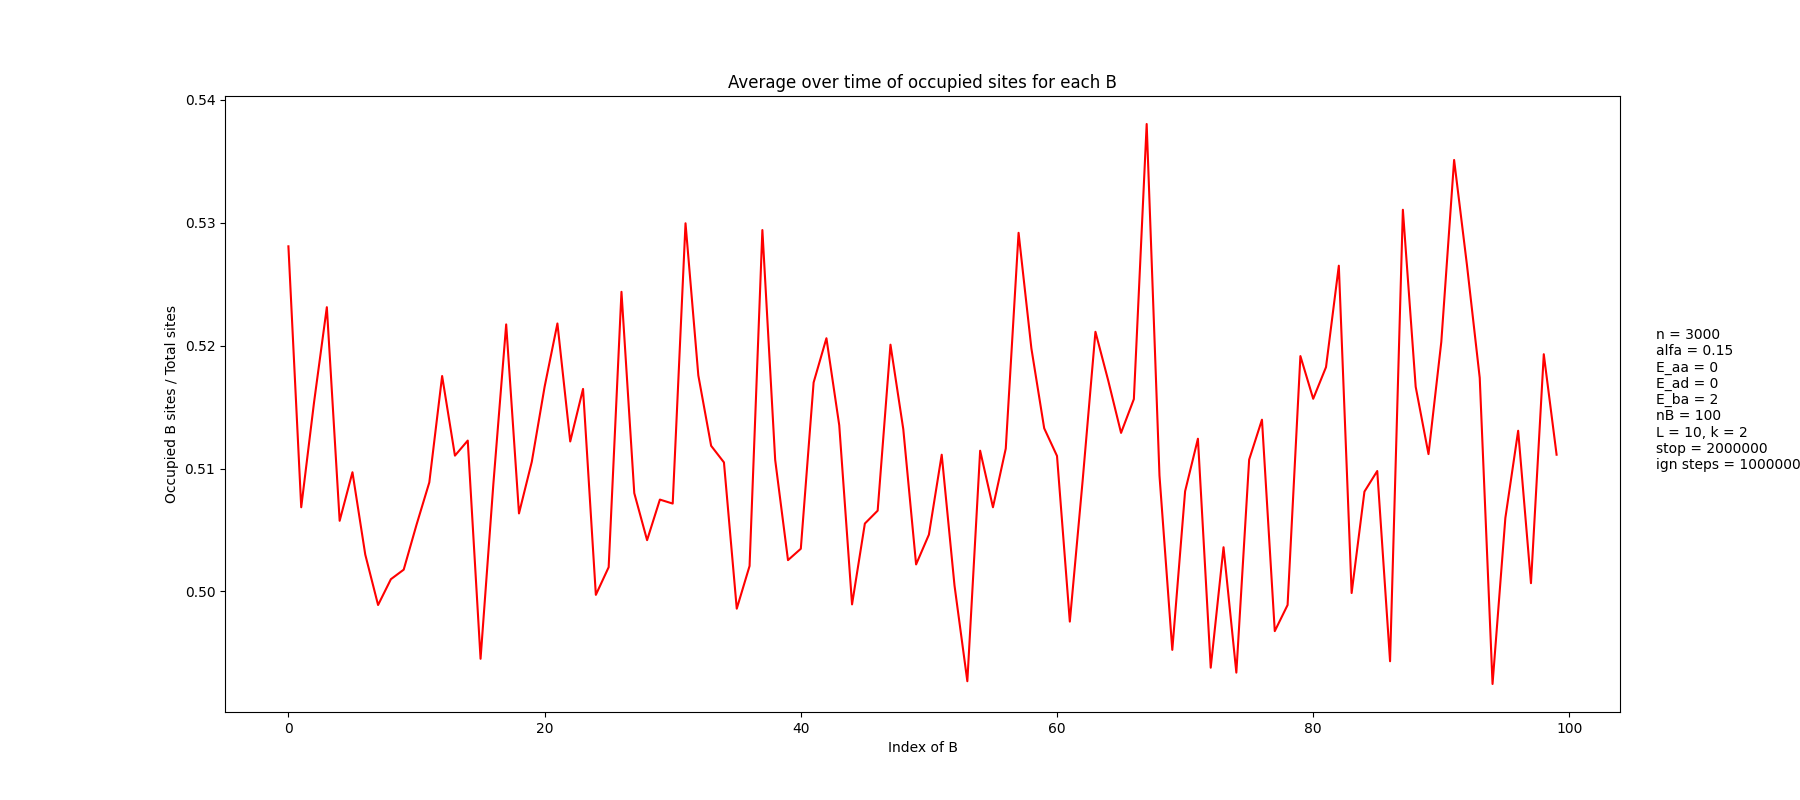 Average over time of occupied sites for each B
0.54
0.53
0.52
0.51
0.50
Occupied B sites / Total sites
0 20 40 60 80 100
Index of B
n = 3000
alfa = 0.15
E_aa = 0
E_ad = 0
E_ba = 2
nB = 100
L = 10, k = 2
stop = 2000000
ign steps = 1000000